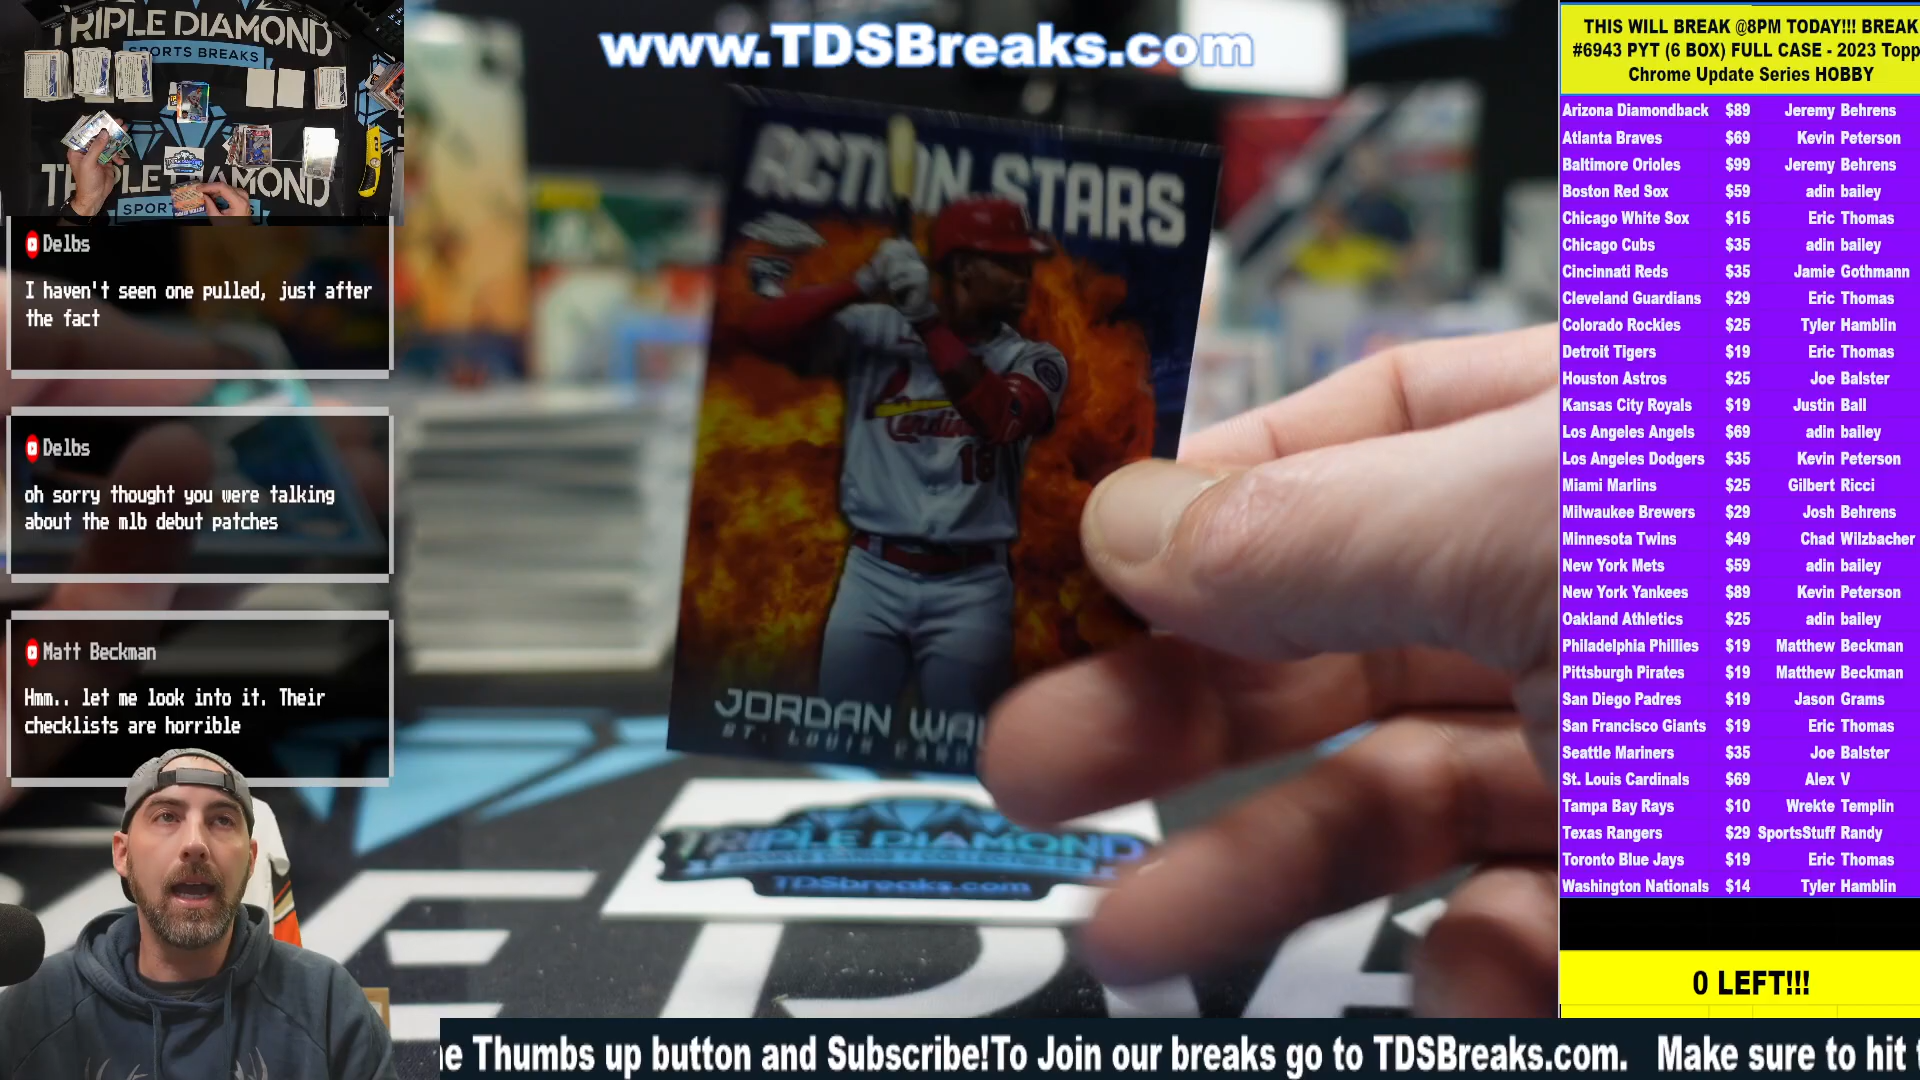 TRIPLE DIAMOND
SPORTS BREAKS
TRIPLE DIAMOND
Delbs
I haven't seen one pulled, just after
the fact
Delbs
oh sorry thought you were talking
about the mlb debut patches
Matt Beckman
Hmm.. let me look into it. Their
checklists are horrible
www.TDSBreaks.com
ACTION STARS
Cardinals
18
JORDAN
ST. LOUIS
TRIPLE DIAMOND
TDSbreaks.com
THIS WILL BREAK @8PM TODAY!!! BREAK
#6943 PYT (6 BOX) FULL CASE - 2023 Topp
Chrome Update Series HOBBY
Arizona Diamondback $89 Jeremy Behrens
Atlanta Braves $69 Kevin Peterson
Baltimore Orioles $99 Jeremy Behrens
Boston Red Sox $59 adin bailey
Chicago White Sox $15 Eric Thomas
Chicago Cubs $35 adin bailey
Cincinnati Reds $35 Jamie Gothmann
Cleveland Guardians $29 Eric Thomas
Colorado Rockies $25 Tyler Hamblin
Detroit Tigers $19 Eric Thomas
Houston Astros $25 Joe Balster
Kansas City Royals $19 Justin Ball
Los Angeles Angels $69 adin bailey
Los Angeles Dodgers $35 Kevin Peterson
Miami Marlins $25 Gilbert Ricci
Milwaukee Brewers $29 Josh Behrens
Minnesota Twins $49 Chad Wilzbacher
New York Mets $59 adin bailey
New York Yankees $89 Kevin Peterson
Oakland Athletics $25 adin bailey
Philadelphia Phillies $19 Matthew Beckman
Pittsburgh Pirates $19 Matthew Beckman
San Diego Padres $19 Jason Grams
San Francisco Giants $19 Eric Thomas
Seattle Mariners $35 Joe Balster
St. Louis Cardinals $69 Alex V
Tampa Bay Rays $10 Wrekte Templin
Texas Rangers $29 SportsStuff Randy
Toronto Blue Jays $19 Eric Thomas
Washington Nationals $14 Tyler Hamblin
0 LEFT!!!
e Thumbs up button and Subscribe!To Join our breaks go to TDSBreaks.com. Make sure to hit t